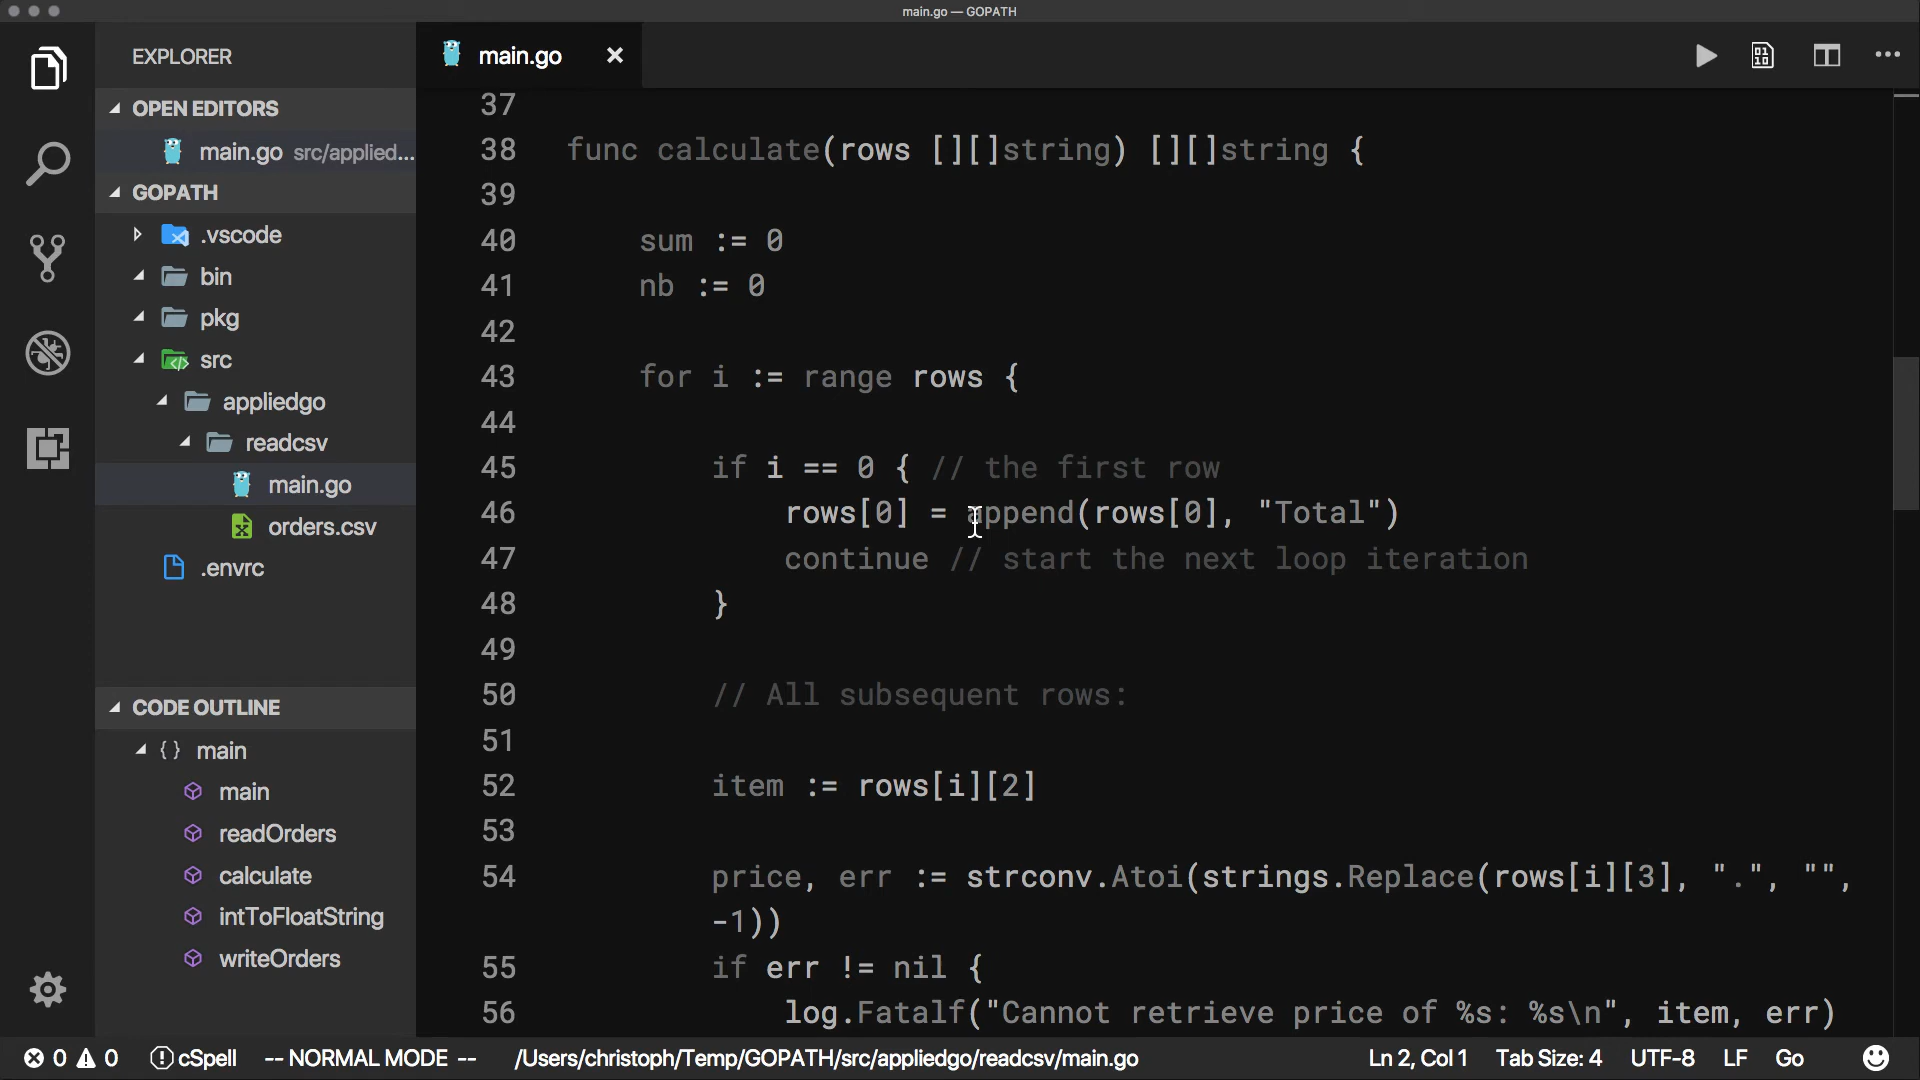 main.go — GOPATH
EXPLORER
OPEN EDITORS
main.go src/applied...
GOPATH
.vscode
bin
pkg
src
appliedgo
readcsv
main.go
orders.csv
.envrc
CODE OUTLINE
{ } main
main
readOrders
calculate
intToFloatString
writeOrders
main.go ×
37
38 func calculate(rows [][]string) [][]string {
39
40 sum := 0
41 nb := 0
42
43 for i := range rows {
44
45 if i == 0 { // the first row
46 rows[0] = append(rows[0], "Total")
47 continue // start the next loop iteration
48 }
49
50 // All subsequent rows:
51
52 item := rows[i][2]
53
54 price, err := strconv.Atoi(strings.Replace(rows[i][3], ".", "",
-1))
55 if err != nil {
56 log.Fatalf("Cannot retrieve price of %s: %s\n", item, err)
0 0 cSpell -- NORMAL MODE -- /Users/christoph/Temp/GOPATH/src/appliedgo/readcsv/main.go Ln 2, Col 1 Tab Size: 4 UTF-8 LF Go